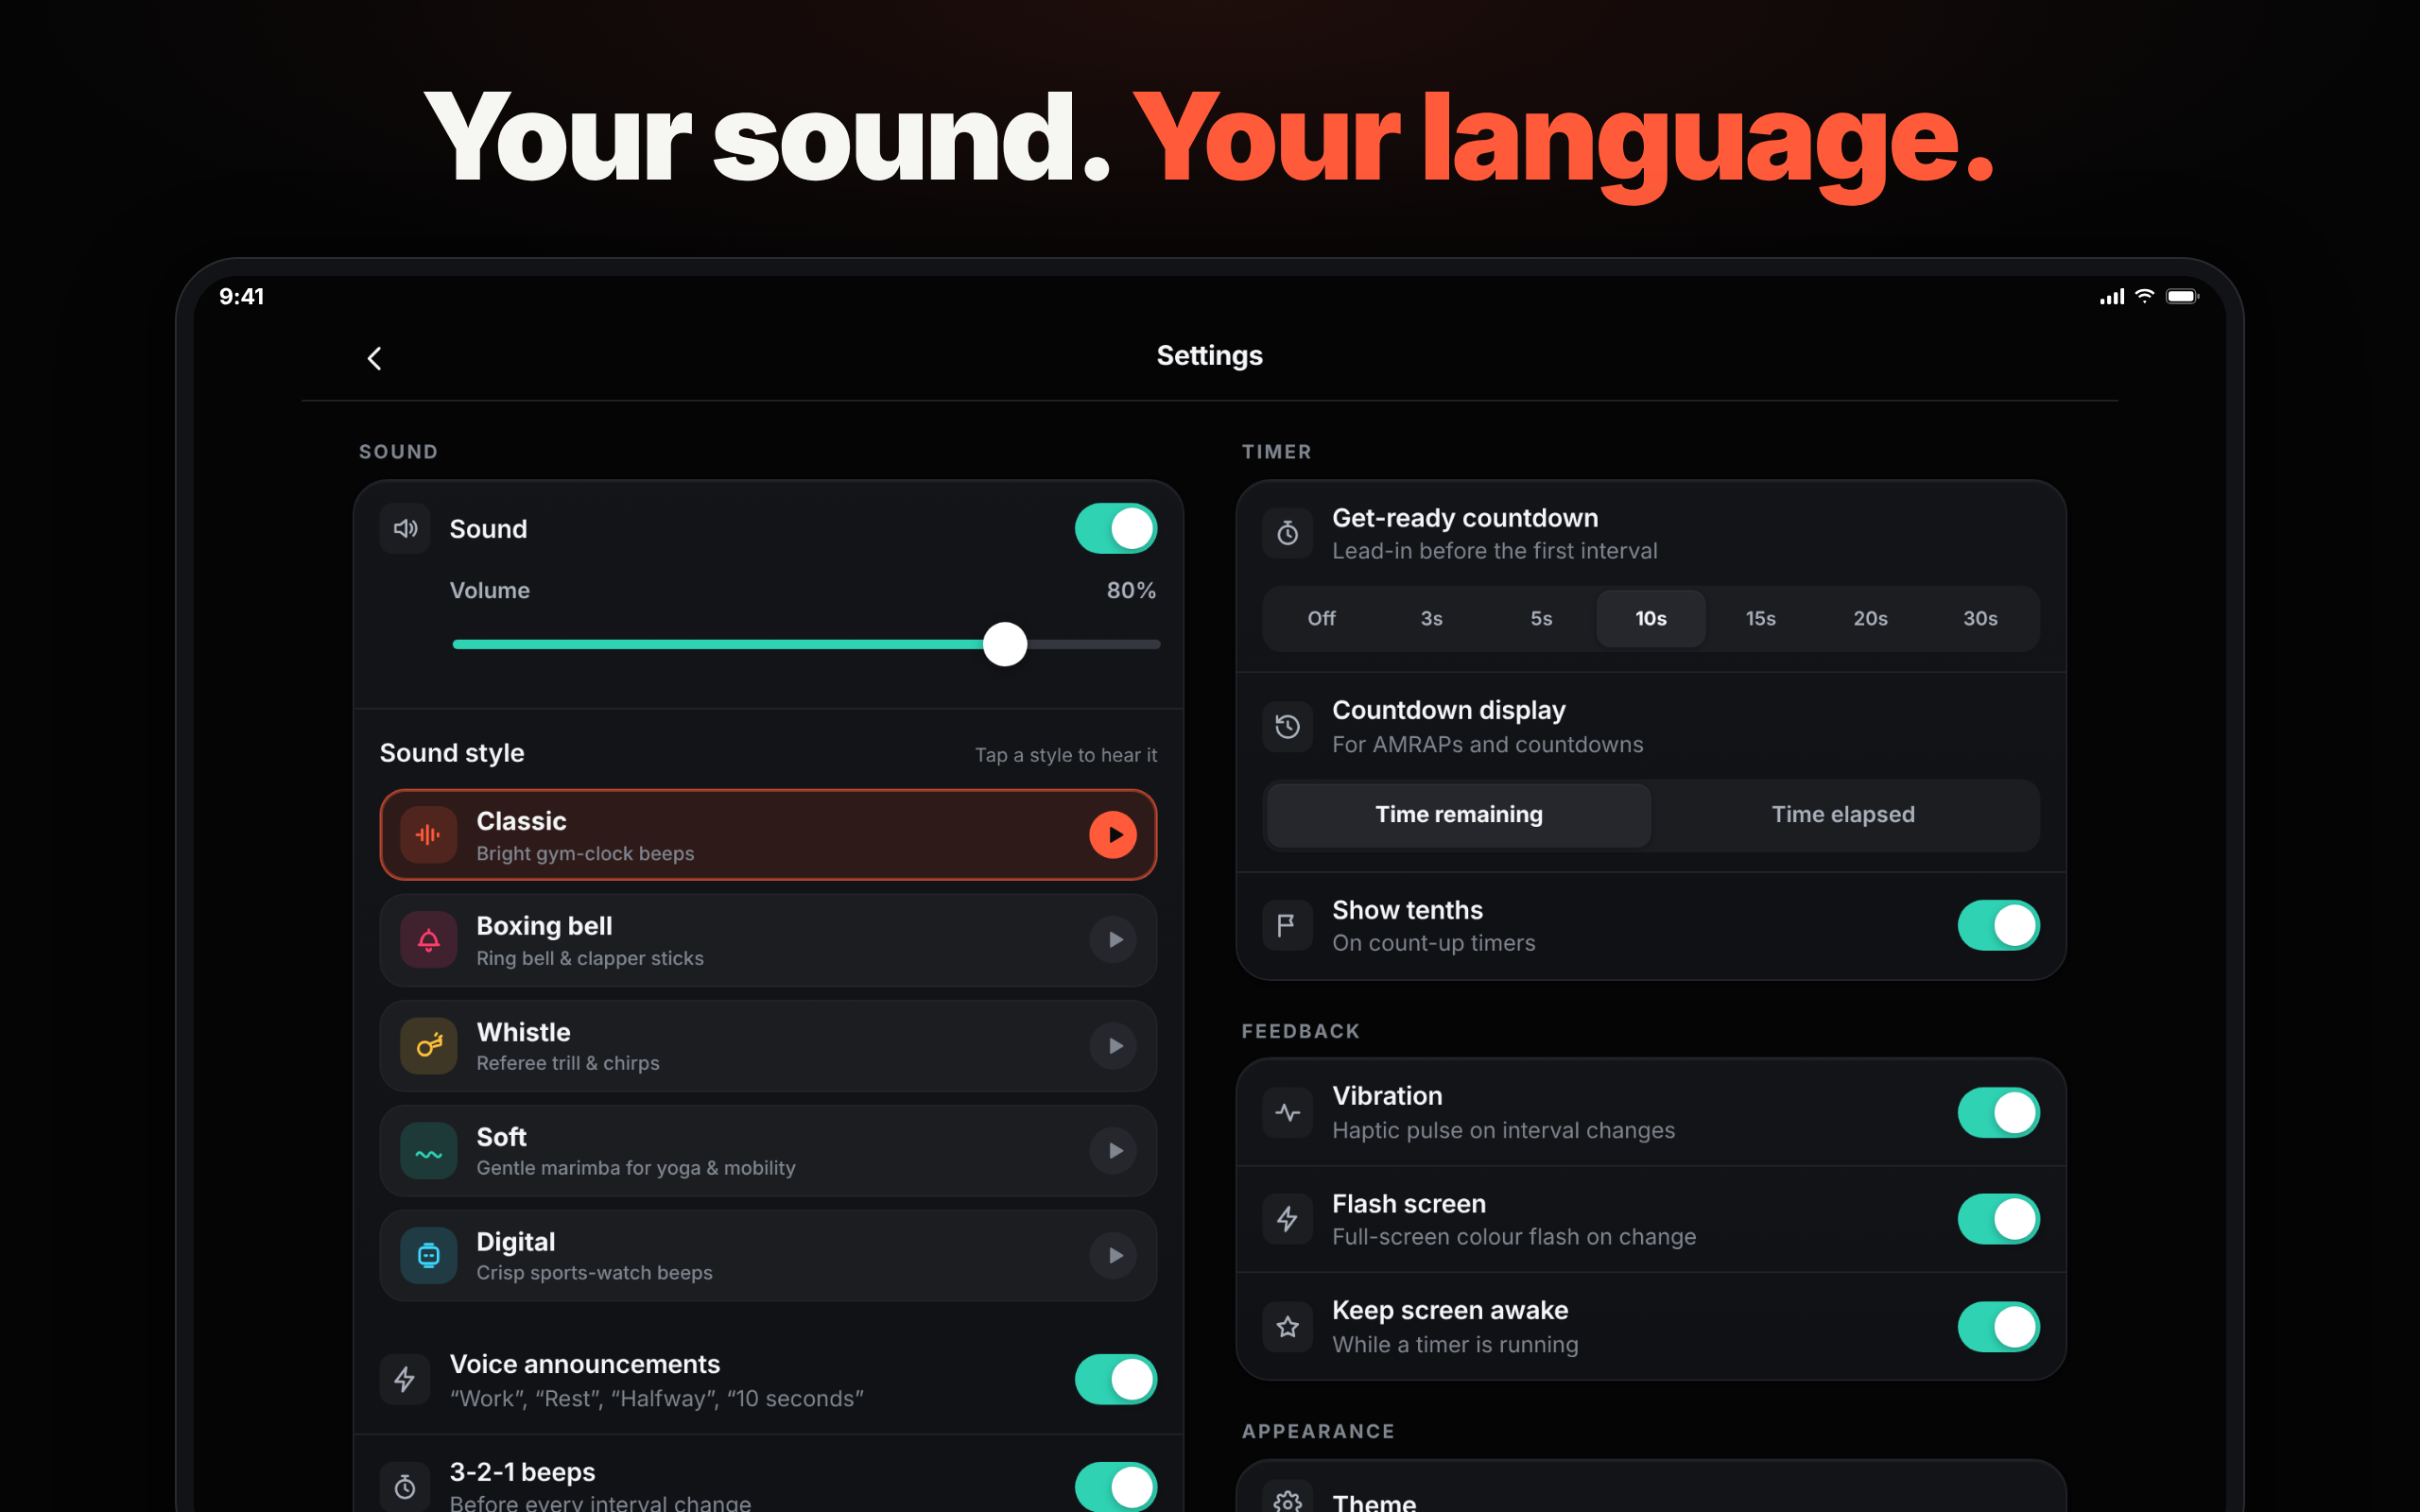 Your sound. Your language.
9:41
Settings
SOUND
Sound
Volume 80%
Sound style Tap a style to hear it
Classic
Bright gym-clock beeps
Boxing bell
Ring bell & clapper sticks
Whistle
Referee trill & chirps
Soft
Gentle marimba for yoga & mobility
Digital
Crisp sports-watch beeps
Voice announcements
“Work”, “Rest”, “Halfway”, “10 seconds”
3-2-1 beeps
Before every interval change
TIMER
Get-ready countdown
Lead-in before the first interval
Off 3s 5s 10s 15s 20s 30s
Countdown display
For AMRAPs and countdowns
Time remaining Time elapsed
Show tenths
On count-up timers
FEEDBACK
Vibration
Haptic pulse on interval changes
Flash screen
Full-screen colour flash on change
Keep screen awake
While a timer is running
APPEARANCE
Theme